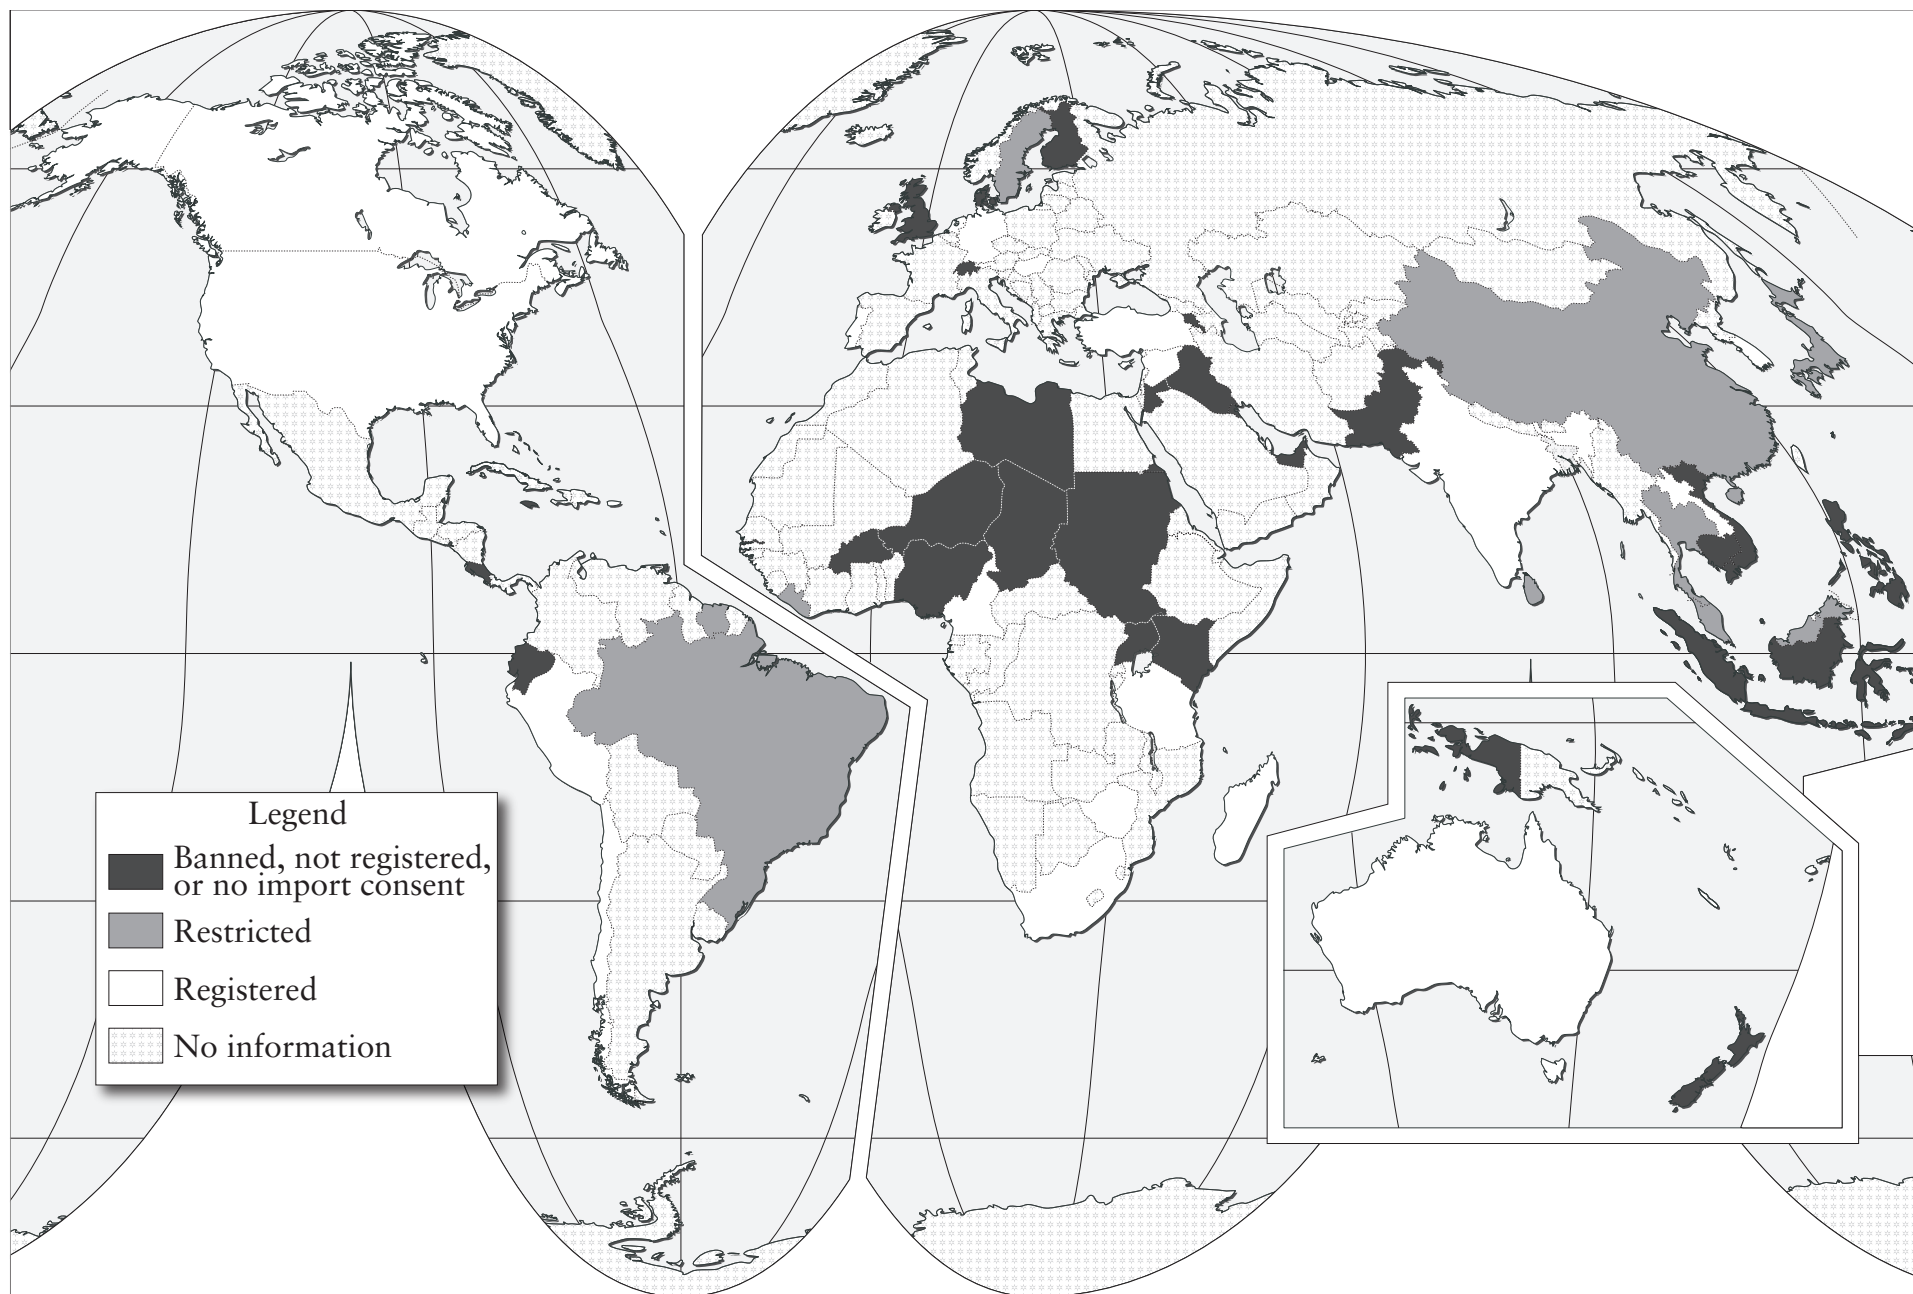 Legend
Banned, not registered,
or no import consent
Restricted
Registered
No information